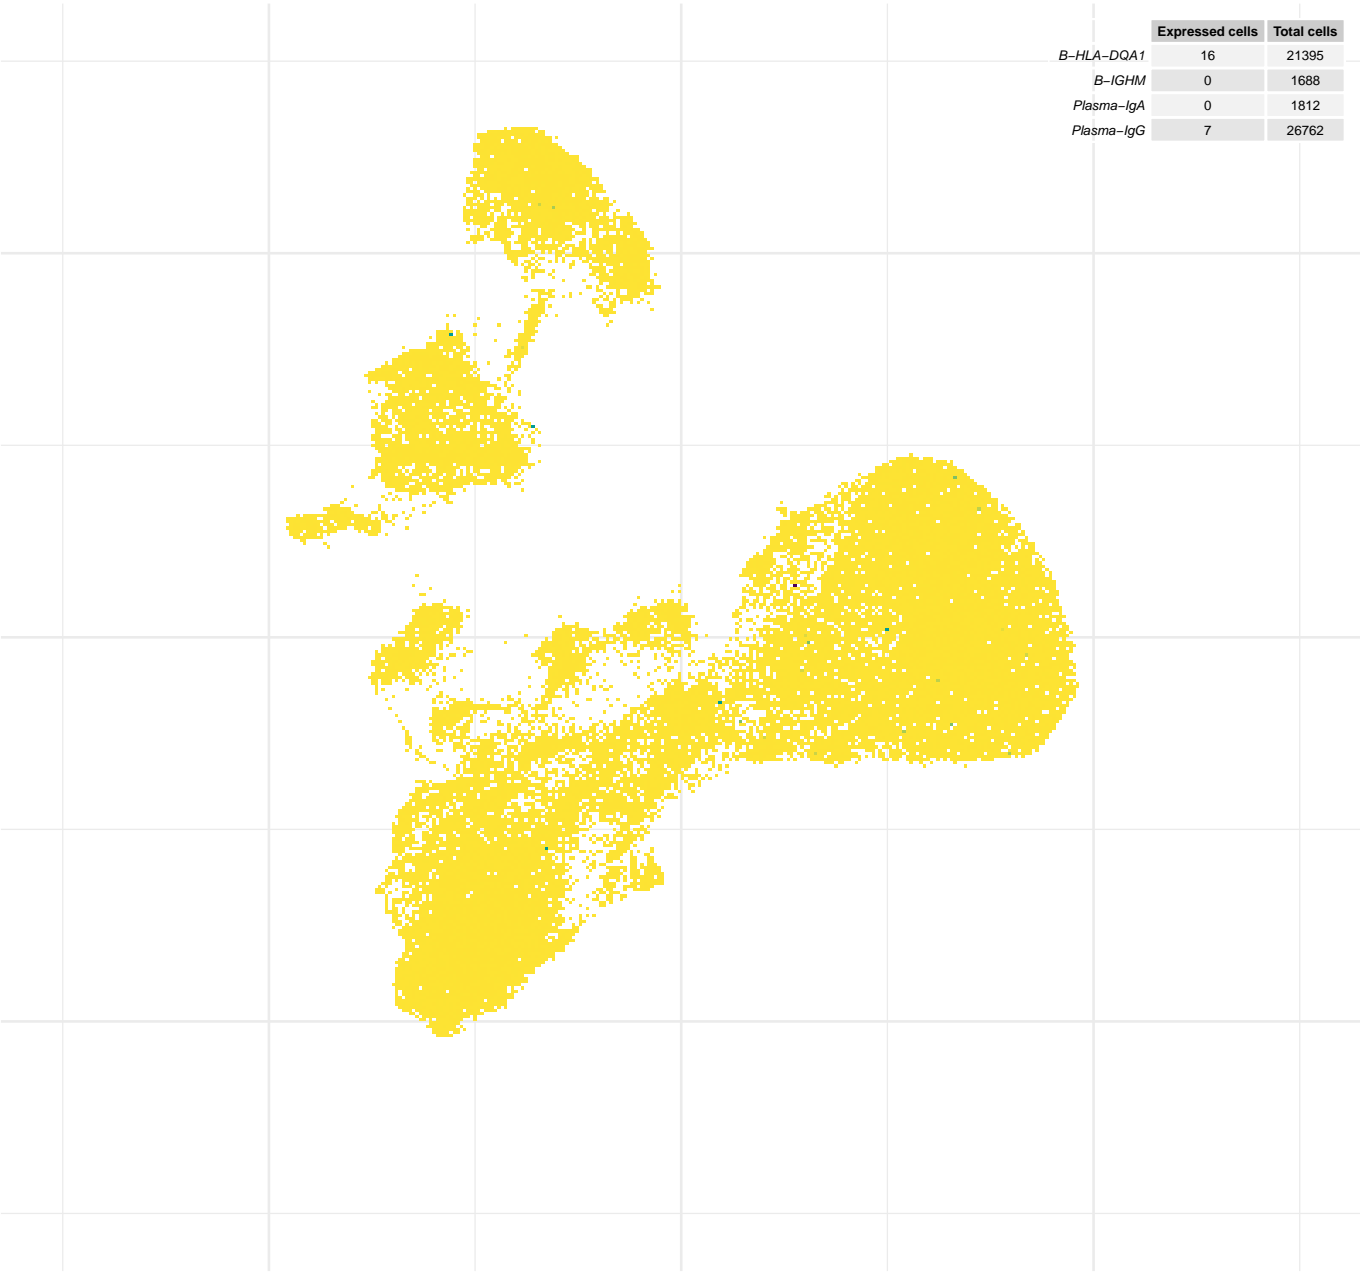 Expressed cells Total cells
B−HLA−DQA1 16 21395
B−IGHM 0 1688
Plasma−IgA 0 1812
Plasma−IgG 7 26762